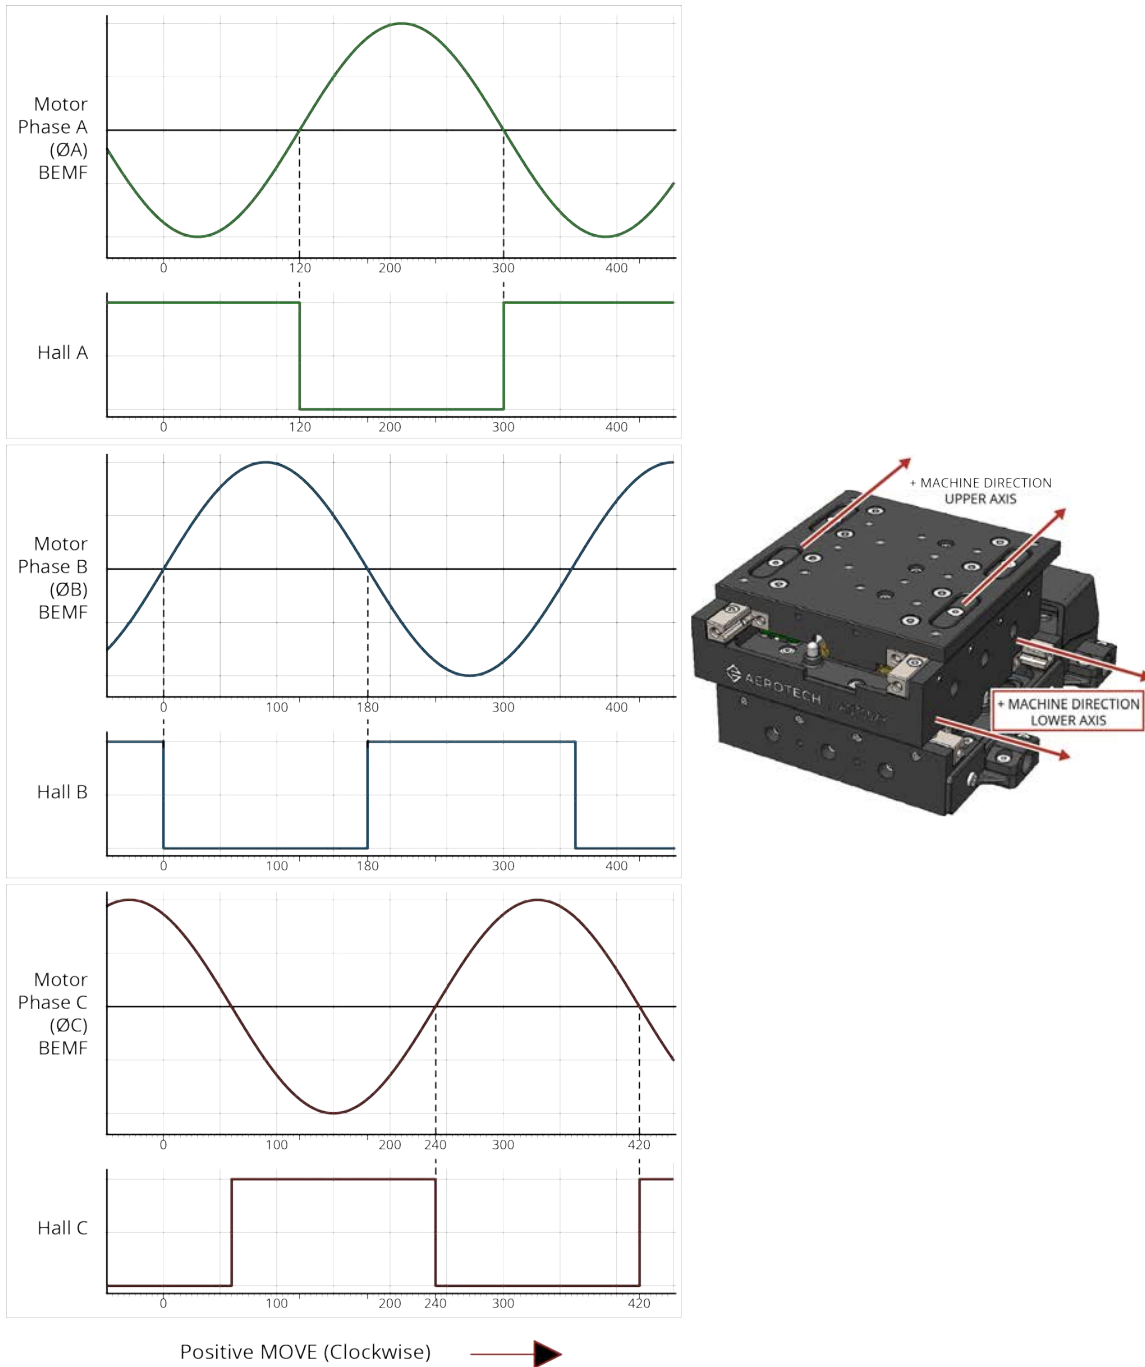 Motor
Phase A
(ØA)
BEMF
0
120
200
300
400
Hall A
0
120
200
300
400
Motor
Phase B
(ØB)
BEMF
0
100
180
300
400
Hall B
0
100
180
300
400
Motor
Phase C
(ØC)
BEMF
0
100
200
240
300
420
Hall C
0
100
200
240
300
420
Positive MOVE (Clockwise)
+ MACHINE DIRECTION
UPPER AXIS
+ MACHINE DIRECTION
LOWER AXIS
AEROTECH